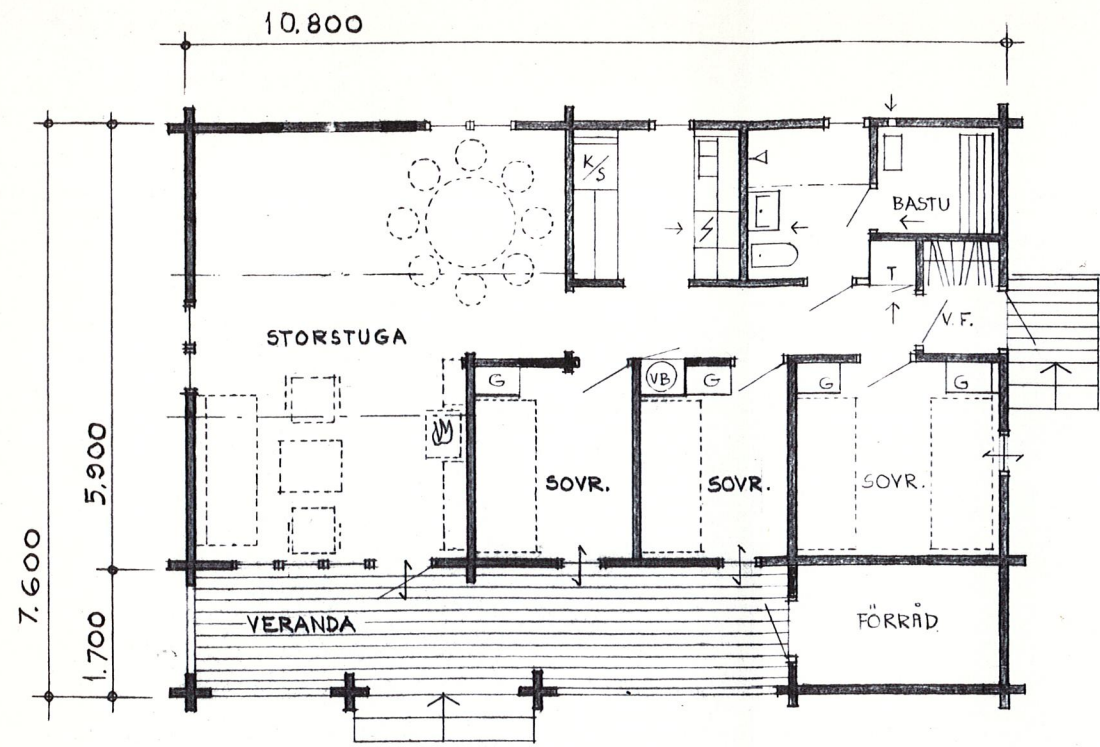 10.800
K/S
BASTU
T
V.F.
STORSTUGA
G
VB
G
G
G
SOVR.
SOVR.
SOVR.
5,900
7.600
1.700
VERANDA
FÖRRÅD